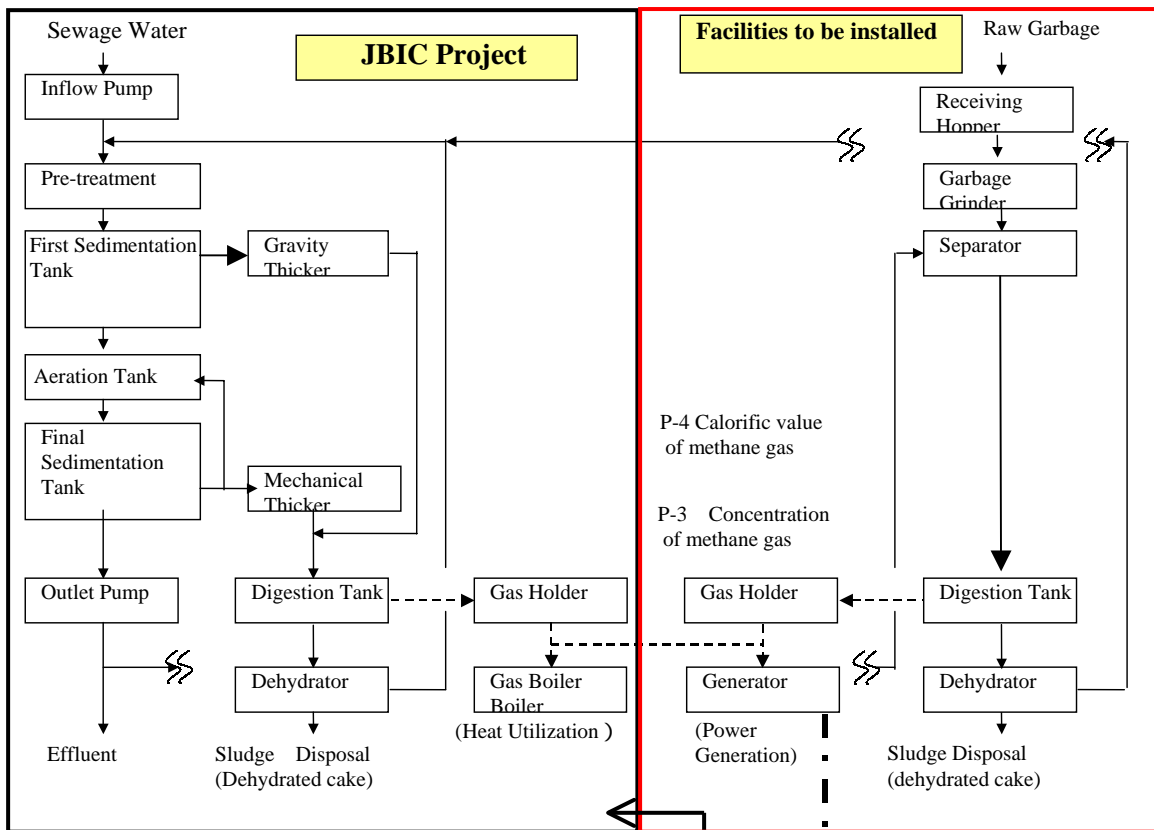 Sewage Water
JBIC Project
Inflow Pump
Pre-treatment
First Sedimentation
Tank
Gravity
Thicker
Aeration Tank
Final
Sedimentation
Tank
Mechanical
Thicker
Outlet Pump
Digestion Tank
Gas Holder
Dehydrator
Gas Boiler
Boiler
(Heat Utilization )
Effluent
Sludge Disposal
(Dehydrated cake)
Facilities to be installed
Raw Garbage
Receiving
Hopper
Garbage
Grinder
Separator
P-4 Calorific value
of methane gas
P-3 Concentration
of methane gas
Gas Holder
Digestion Tank
Generator
Dehydrator
(Power
Generation)
Sludge Disposal
(dehydrated cake)